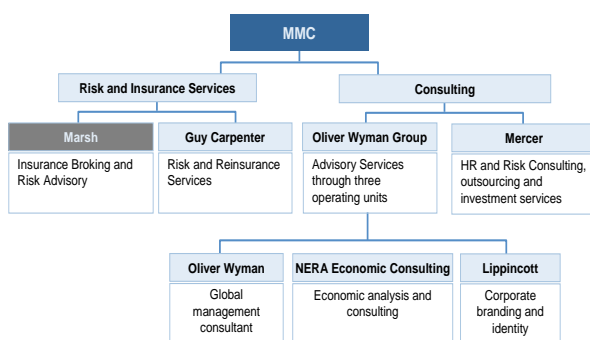 MMC
Risk and Insurance Services
Consulting
Marsh
Guy Carpenter
Oliver Wyman Group
Mercer
Insurance Broking and
Risk Advisory
Risk and Reinsurance
Services
Advisory Services
through three
operating units
HR and Risk Consulting,
outsourcing and
investment services
Oliver Wyman
NERA Economic Consulting
Lippincott
Global
management
consultant
Economic analysis and
consulting
Corporate
branding and
identity